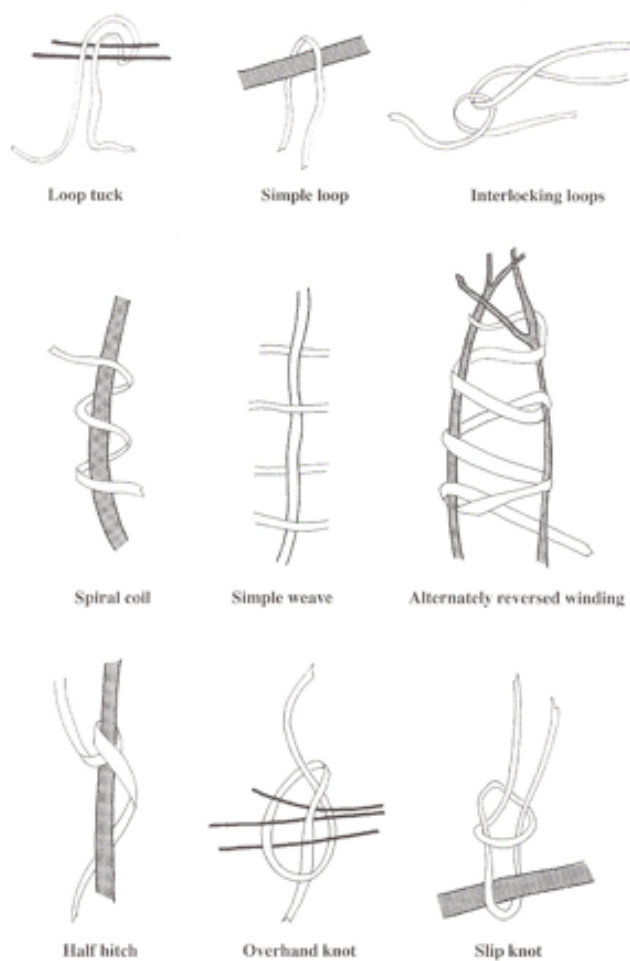 Loop tuck
Simple loop
Interlocking loops
Spiral coil
Simple weave
Alternately reversed winding
Half hitch
Overhand knot
Slip knot